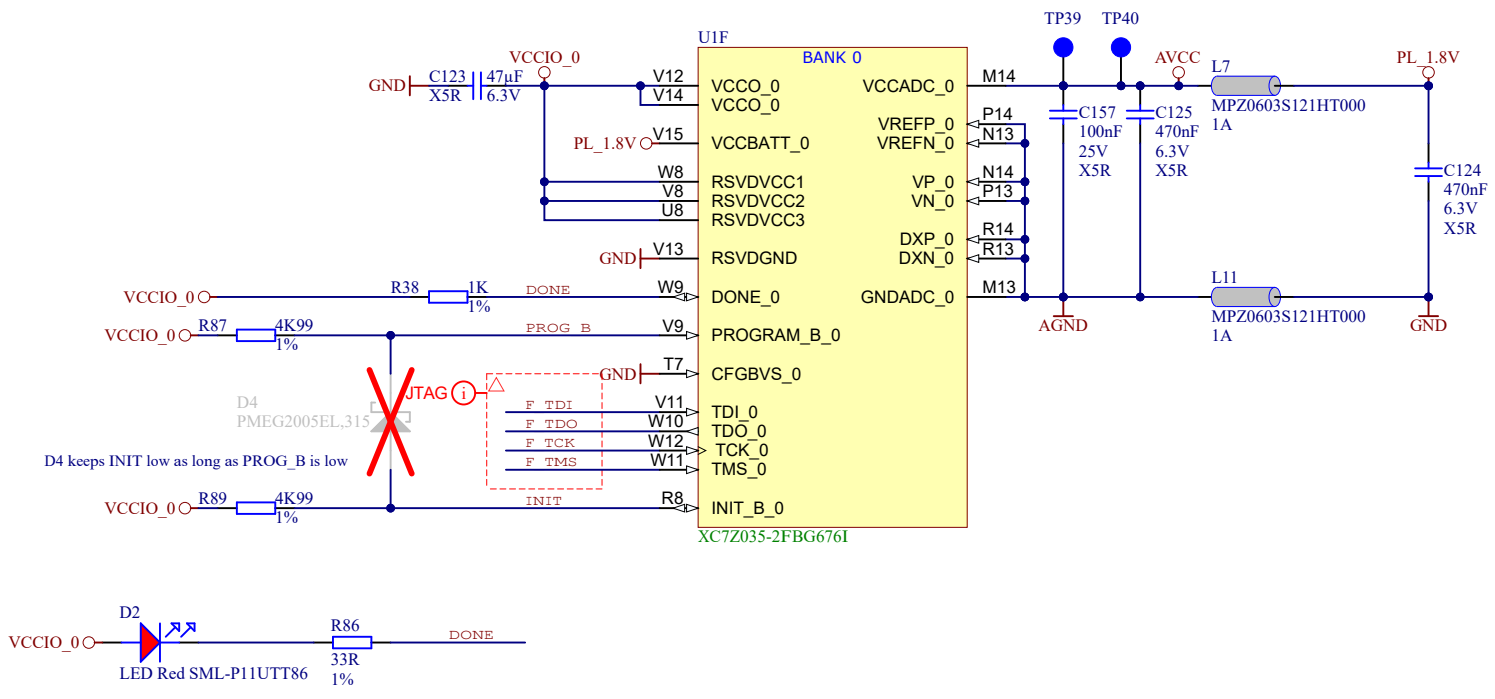 TP39 TP40
U1F
BANK 0
VCCIO_0
AVCC
L7
PL_1.8V
GND
C123
47µF
X5R
6.3V
V12
VCCO_0
V14
VCCO_0
VCCADC_0
M14
MPZ0603S121HT000
1A
PL_1.8V
V15
VCCBATT_0
VREFP_0
P14
VREFN_0
N13
C157
100nF
25V
X5R
C125
470nF
6.3V
X5R
W8
RSVDVCC1
V8
RSVDVCC2
U8
RSVDVCC3
VP_0
N14
VN_0
P13
C124
470nF
6.3V
X5R
GND
V13
RSVDGND
DXP_0
R14
DXN_0
R13
VCCIO_0
R38
1K
1%
DONE
W9
DONE_0
GNDADC_0
M13
L11
MPZ0603S121HT000
1A
AGND
GND
VCCIO_0
R87
4K99
1%
PROG_B
V9
PROGRAM_B_0
GND
T7
CFGBVS_0
JTAG
i
D4
PMEG2005EL,315
F_TDI
V11
TDI_0
F_TDO
W10
TDO_0
F_TCK
W12
TCK_0
F_TMS
W11
TMS_0
D4 keeps INIT low as long as PROG_B is low
VCCIO_0
R89
4K99
1%
INIT
R8
INIT_B_0
XC7Z035-2FBG676I
D2
VCCIO_0
LED Red SML-P11UTT86
R86
33R
1%
DONE